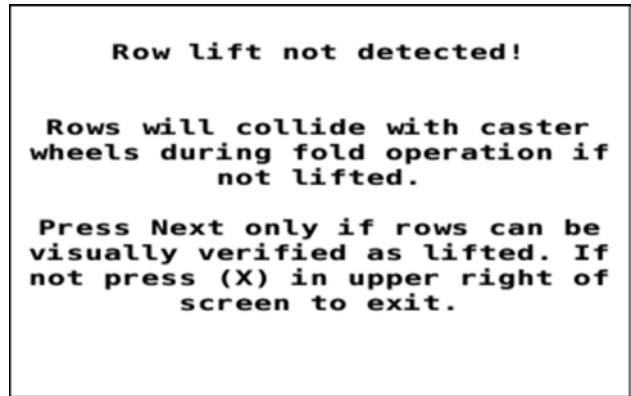 Row lift not detected!
Rows will collide with caster
wheels during fold operation if
not lifted.
Press Next only if rows can be
visually verified as lifted. If
not press (X) in upper right of
screen to exit.